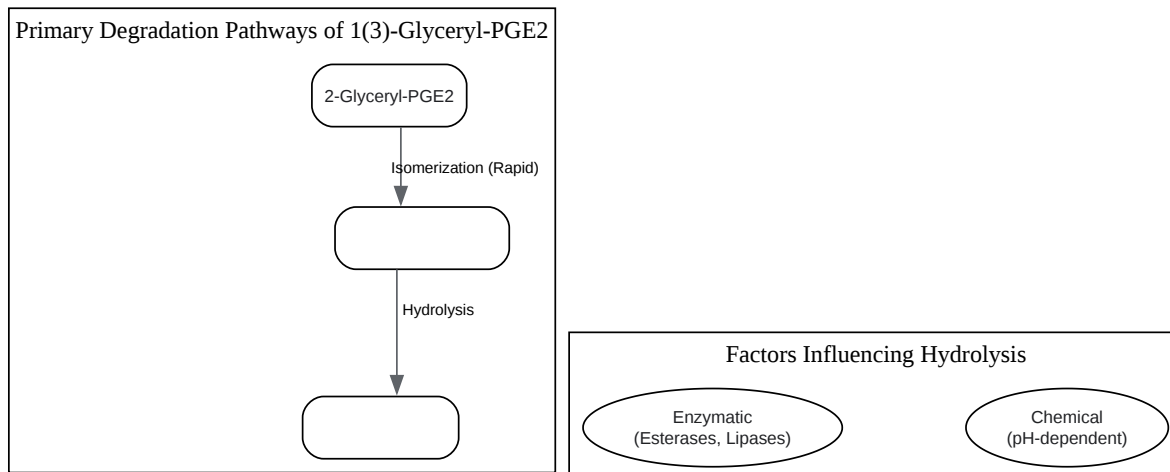 Primary Degradation Pathways of 1(3)-Glyceryl-PGE2
2-Glyceryl-PGE2
Isomerization (Rapid)
Hydrolysis
Factors Influencing Hydrolysis
Enzymatic
(Esterases, Lipases)
Chemical
(pH-dependent)